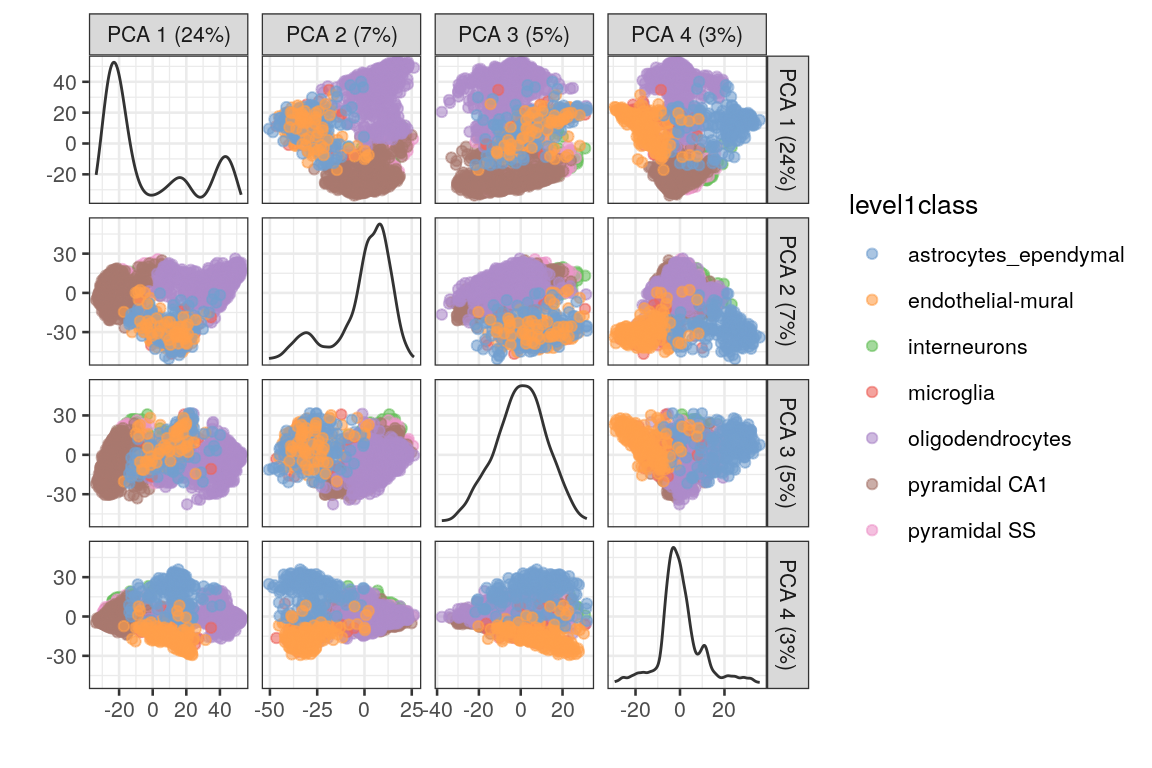 PCA 1 (24%) PCA 2 (7%) PCA 3 (5%) PCA 4 (3%)
40
20
0
-20
PCA 1 (24%)
30
0
-30
PCA 2 (7%)
30
0
-30
PCA 3 (5%)
30
0
-30
PCA 4 (3%)
-20 0 20 40 -50 -25 0 25 -40 -20 0 20 -20 0 20
level1class
astrocytes_ependymal
endothelial-mural
interneurons
microglia
oligodendrocytes
pyramidal CA1
pyramidal SS